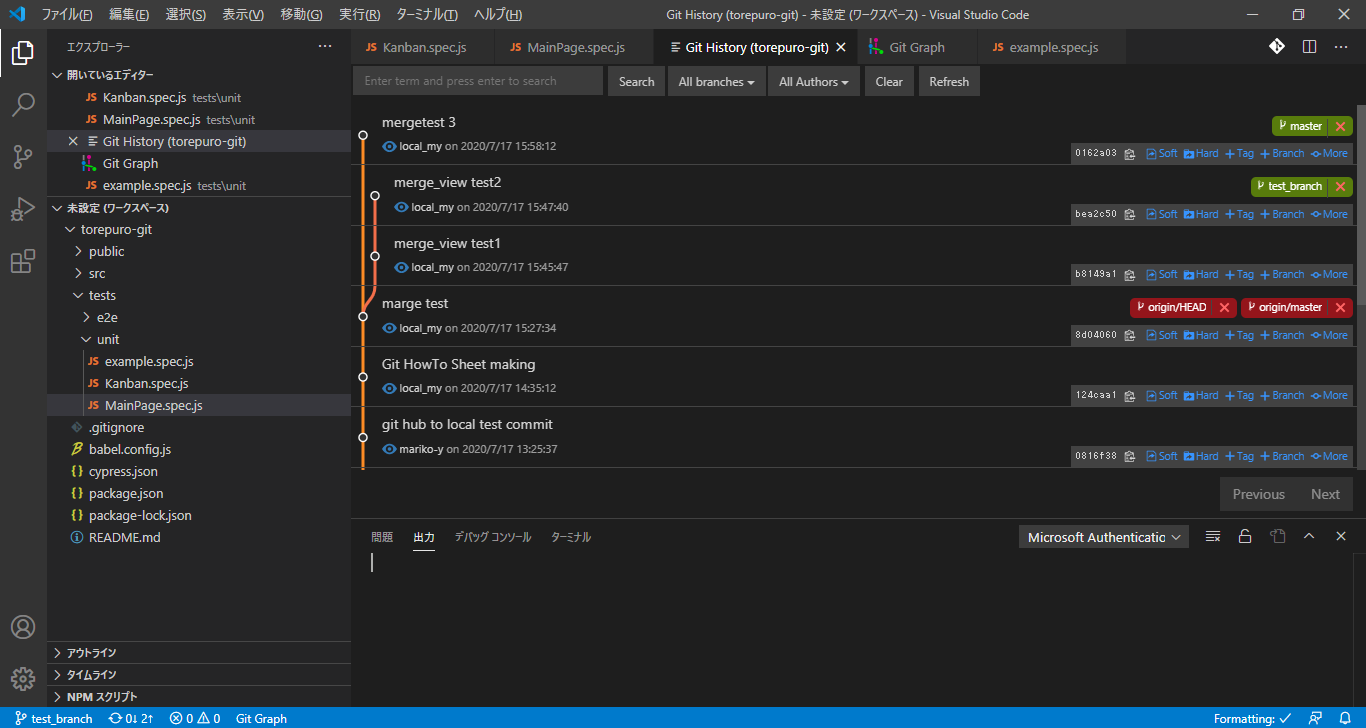 ファイル(F) 編集(E) 選択(S) 表示(V) 移動(G) 実行(R) ターミナル(T) ヘルプ(H) Git History (torepuro-git) - 未設定 (ワークスペース) - Visual Studio Code
エクスプローラー
開いているエディター
JS Kanban.spec.js tests\unit
JS MainPage.spec.js tests\unit
Git History (torepuro-git)
Git Graph
JS example.spec.js tests\unit
未設定 (ワークスペース)
torepuro-git
public
src
tests
e2e
unit
JS example.spec.js
JS Kanban.spec.js
JS MainPage.spec.js
.gitignore
babel.config.js
{} cypress.json
{} package.json
{} package-lock.json
README.md
アウトライン
タイムライン
NPM スクリプト
JS Kanban.spec.js JS MainPage.spec.js Git History (torepuro-git) Git Graph JS example.spec.js
Enter term and press enter to search Search All branches All Authors Clear Refresh
mergetest 3 master
local_my on 2020/7/17 15:58:12 0162a03 Soft Hard Tag Branch More
merge_view test2 test_branch
local_my on 2020/7/17 15:47:40 bea2c50 Soft Hard Tag Branch More
merge_view test1
local_my on 2020/7/17 15:45:47 b8149a1 Soft Hard Tag Branch More
marge test origin/HEAD origin/master
local_my on 2020/7/17 15:27:34 8d04060 Soft Hard Tag Branch More
Git HowTo Sheet making
local_my on 2020/7/17 14:35:12 124caa1 Soft Hard Tag Branch More
git hub to local test commit
mariko-y on 2020/7/17 13:25:37 0816f38 Soft Hard Tag Branch More
Previous Next
問題 出力 デバッグ コンソール ターミナル Microsoft Authenticatio
test_branch 0↓ 2↑ 0 0 Git Graph Formatting: ✓